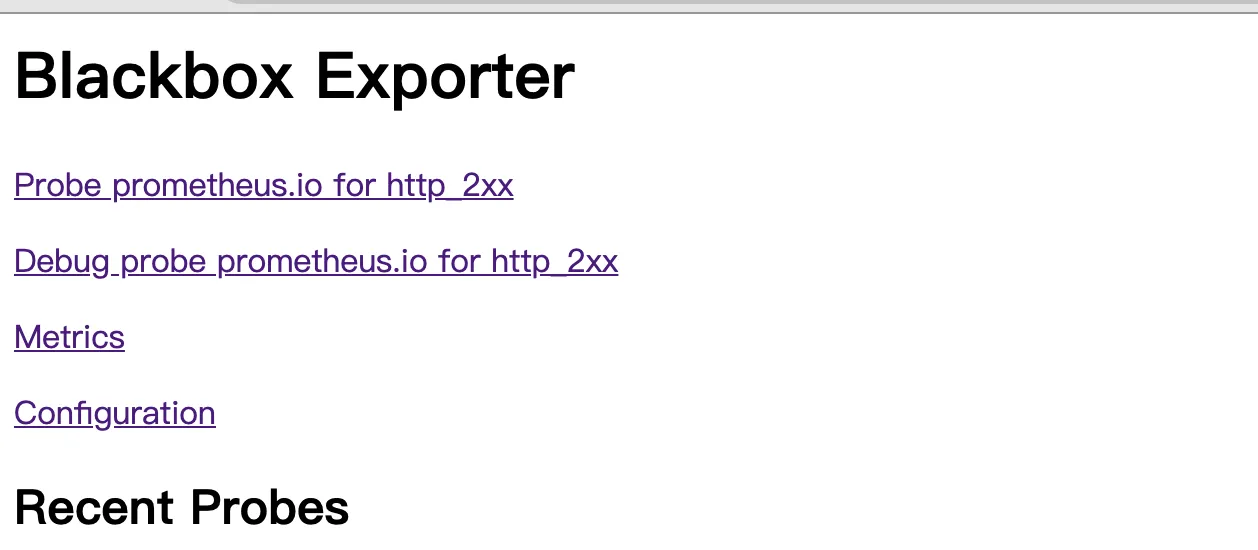 Blackbox Exporter
Probe prometheus.io for http_2xx
Debug probe prometheus.io for http_2xx
Metrics
Configuration
Recent Probes